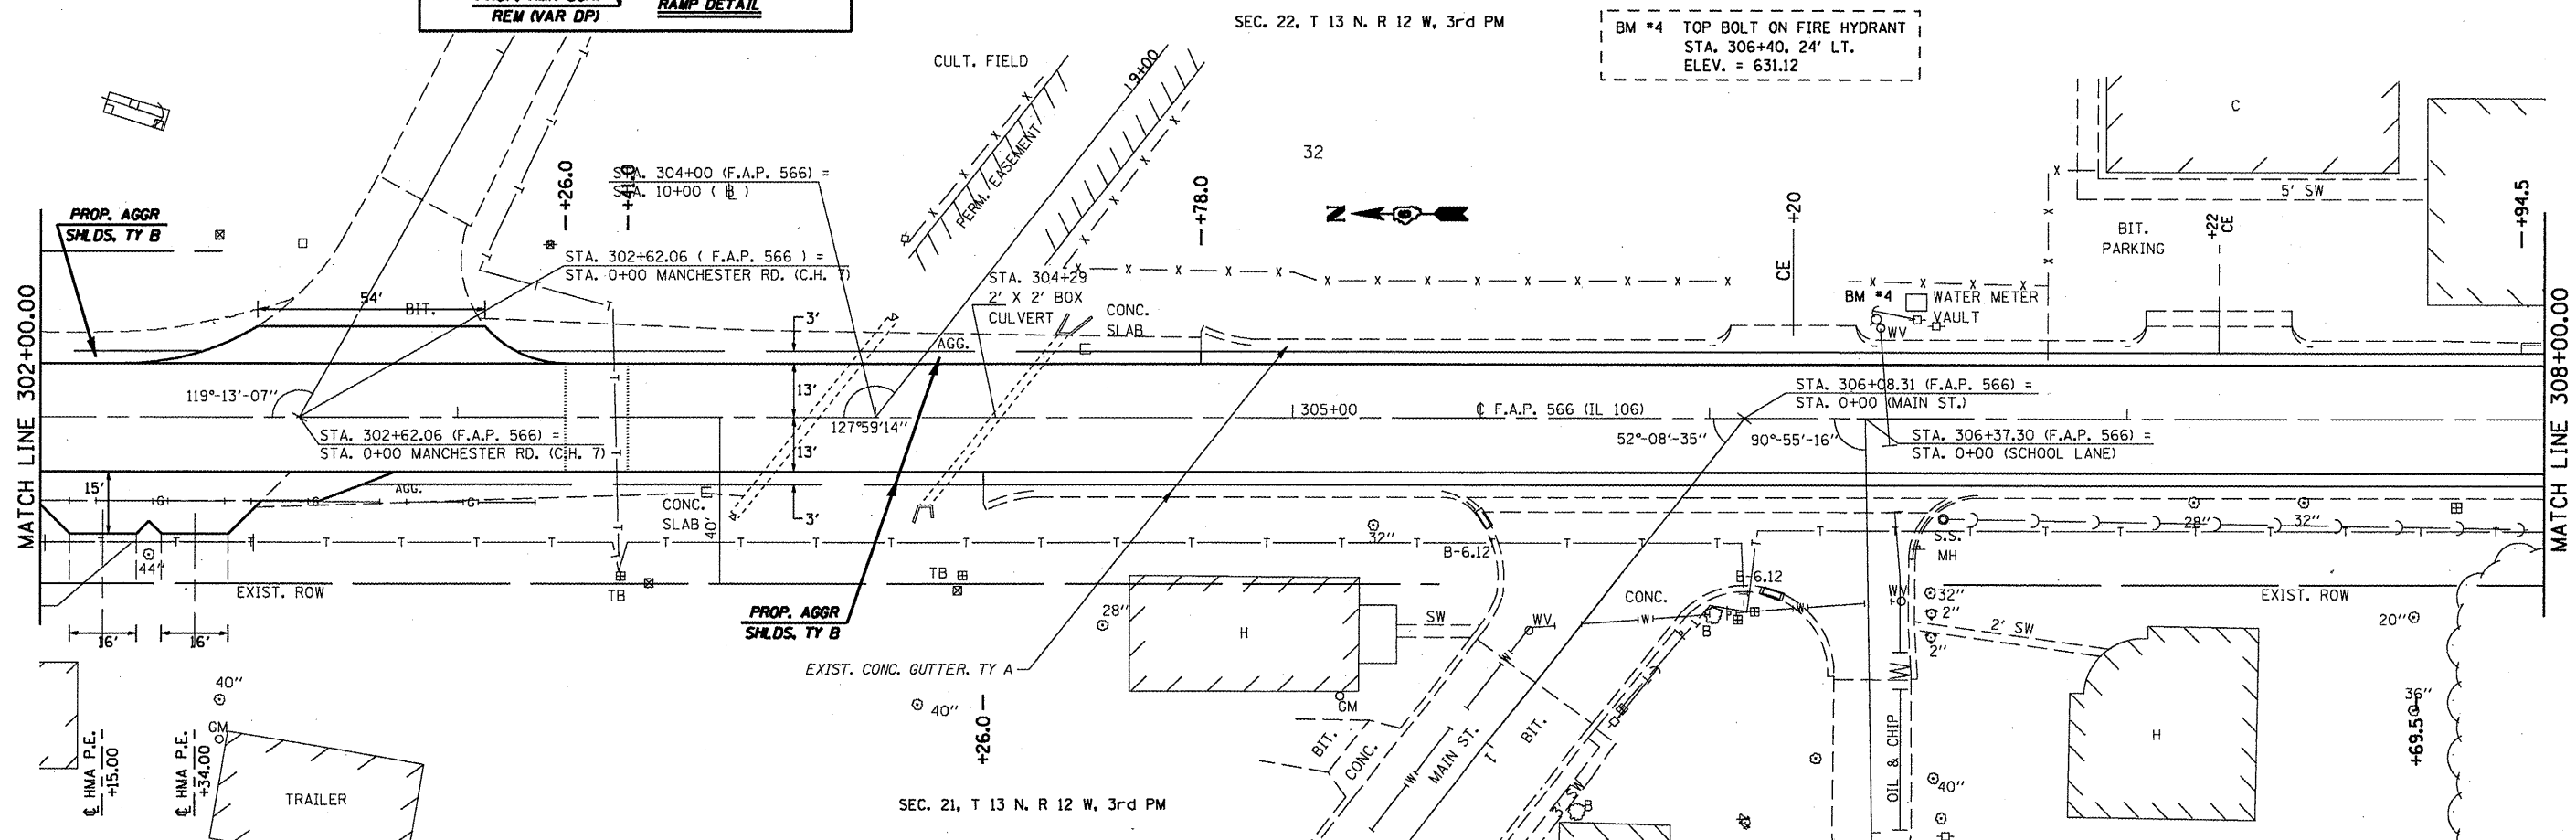 REM (VAR DP)
RAMP DETAIL
SEC. 22, T 13 N. R 12 W, 3rd PM
BM #4 TOP BOLT ON FIRE HYDRANT
STA. 306+40, 24' LT.
ELEV. = 631.12
CULT. FIELD
19+00
PERM. EASEMENT
32
C
5' SW
BIT.
PARKING
+22
CE
+94.5
+20
CE
+78.0
N
+26.0
+41.0
STA. 304+00 (F.A.P. 566) =
STA. 10+00 ( B )
PROP. AGGR
SHLDS, TY B
STA. 302+62.06 ( F.A.P. 566 ) =
STA. 0+00 MANCHESTER RD. (C.H. 7)
STA. 304+29
2' X 2' BOX
CULVERT
CONC.
SLAB
BM #4
WATER METER
VAULT
WV
54'
BIT.
3'
AGG.
MATCH LINE 302+00.00
MATCH LINE 308+00.00
119°-13'-07"
13'
127°59'14"
305+00
℄ F.A.P. 566 (IL 106)
STA. 306+08.31 (F.A.P. 566) =
STA. 0+00 (MAIN ST.)
52°-08'-35"
90°-55'-16"
STA. 306+37.30 (F.A.P. 566) =
STA. 0+00 (SCHOOL LANE)
STA. 302+62.06 (F.A.P. 566) =
STA. 0+00 MANCHESTER RD. (C.H. 7)
13'
15'
AGG.
CONC.
SLAB
40'
3'
32"
B-6.12
28"
32"
S.S.
MH
44"
EXIST. ROW
TB
TB
B-6.12
CONC.
WV
32"
2"
2"
EXIST. ROW
16'
16'
PROP. AGGR
SHLDS, TY B
28"
H
SW
WV
P
B
2' SW
20"
EXIST. CONC. GUTTER, TY A
40"
GM
40"
+26.0
GM
36"
+69.5
℄ HMA P.E.
+15.00
℄ HMA P.E.
+34.00
TRAILER
BIT.
CONC.
MAIN ST.
BIT.
3' SW
B
OIL & CHIP
40"
H
SEC. 21, T 13 N. R 12 W, 3rd PM